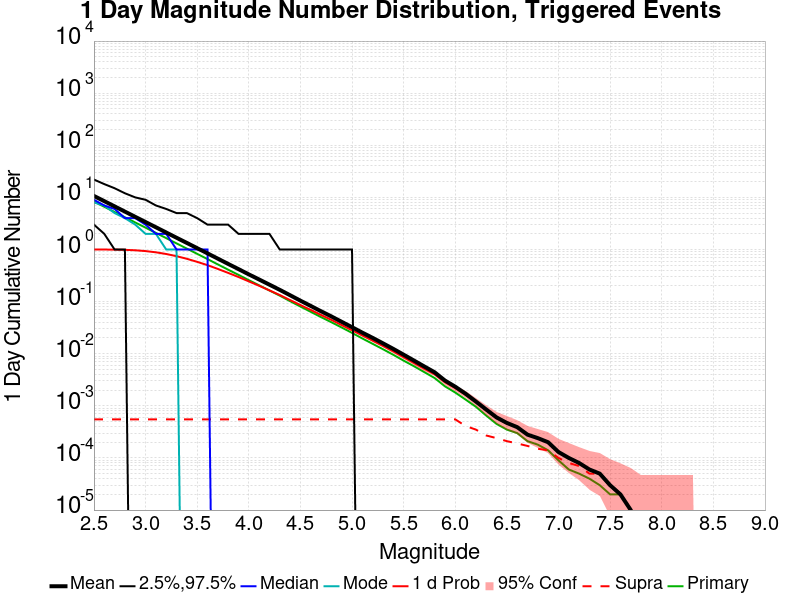 1 Day Magnitude Number Distribution, Triggered Events
1 Day Cumulative Number
10 4
10 3
10 2
10 1
10 0
10 -1
10 -2
10 -3
10 -4
10 -5
2.5 3.0 3.5 4.0 4.5 5.0 5.5 6.0 6.5 7.0 7.5 8.0 8.5 9.0
Magnitude
Mean 2.5%,97.5% Median Mode 1 d Prob 95% Conf Supra Primary